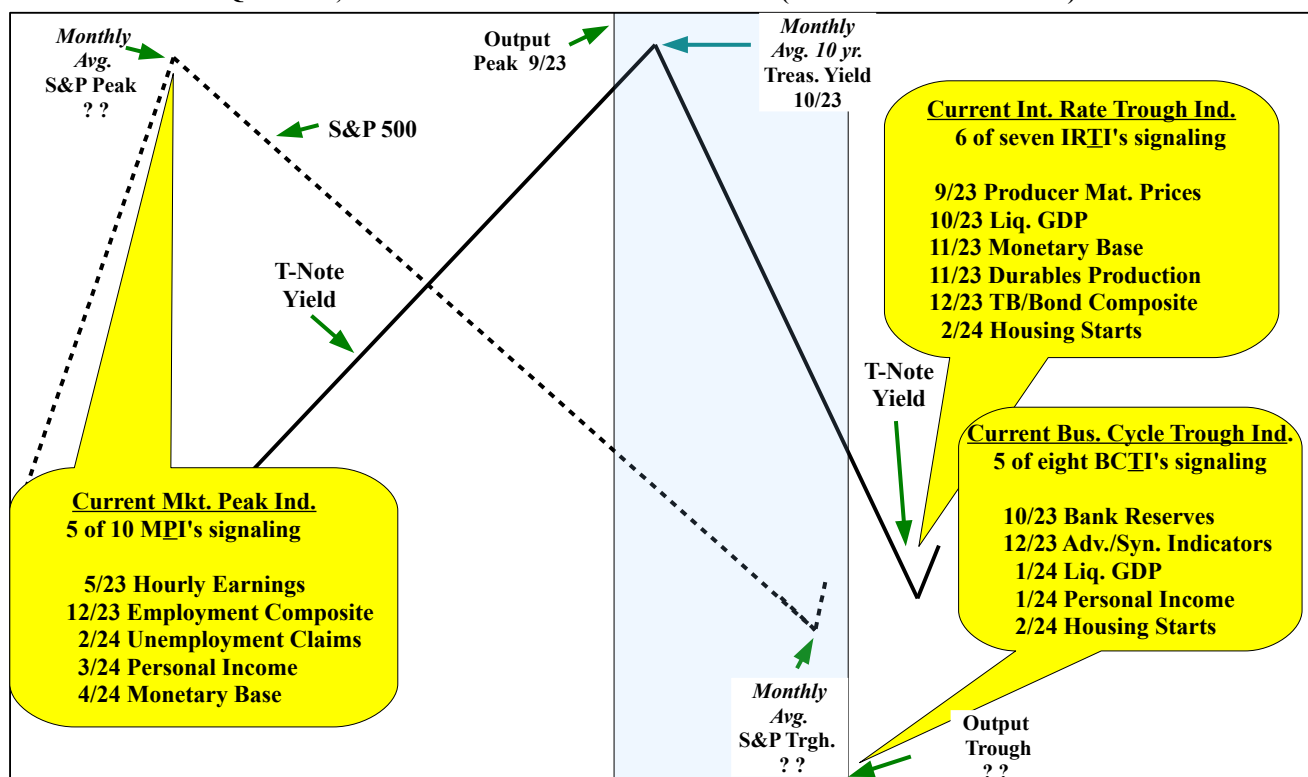 Monthly
Avg.
S&P Peak
? ?
Output
Peak 9/23
Monthly
Avg. 10 yr.
Treas. Yield
10/23
S&P 500
T-Note
Yield
Current Int. Rate Trough Ind.
6 of seven IRTI's signaling
9/23 Producer Mat. Prices
10/23 Liq. GDP
11/23 Monetary Base
11/23 Durables Production
12/23 TB/Bond Composite
2/24 Housing Starts
T-Note
Yield
Current Bus. Cycle Trough Ind.
5 of eight BCTI's signaling
10/23 Bank Reserves
12/23 Adv./Syn. Indicators
1/24 Liq. GDP
1/24 Personal Income
2/24 Housing Starts
Current Mkt. Peak Ind.
5 of 10 MPI's signaling
5/23 Hourly Earnings
12/23 Employment Composite
2/24 Unemployment Claims
3/24 Personal Income
4/24 Monetary Base
Monthly
Avg.
S&P Trgh.
? ?
Output
Trough
? ?